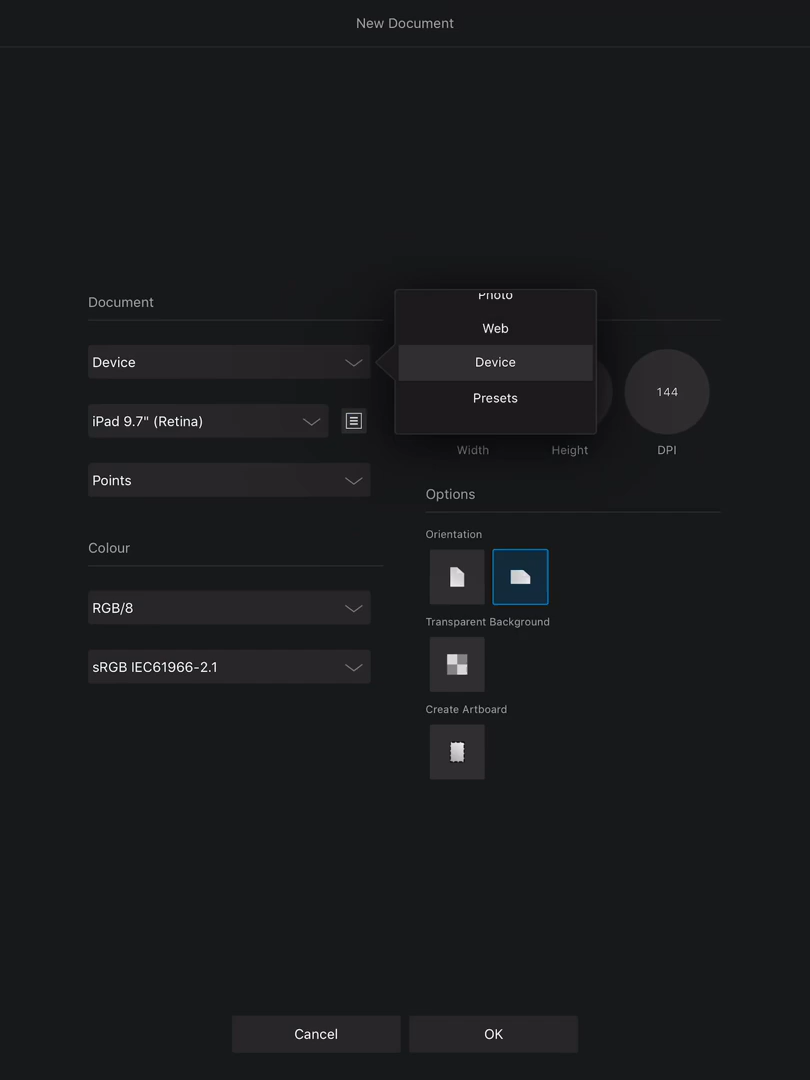 New Document
Document
Device
iPad 9.7" (Retina)
Points
Colour
RGB/8
sRGB IEC61966-2.1
Photo
Web
Device
Presets
144
Width
Height
DPI
Options
Orientation
Transparent Background
Create Artboard
Cancel
OK